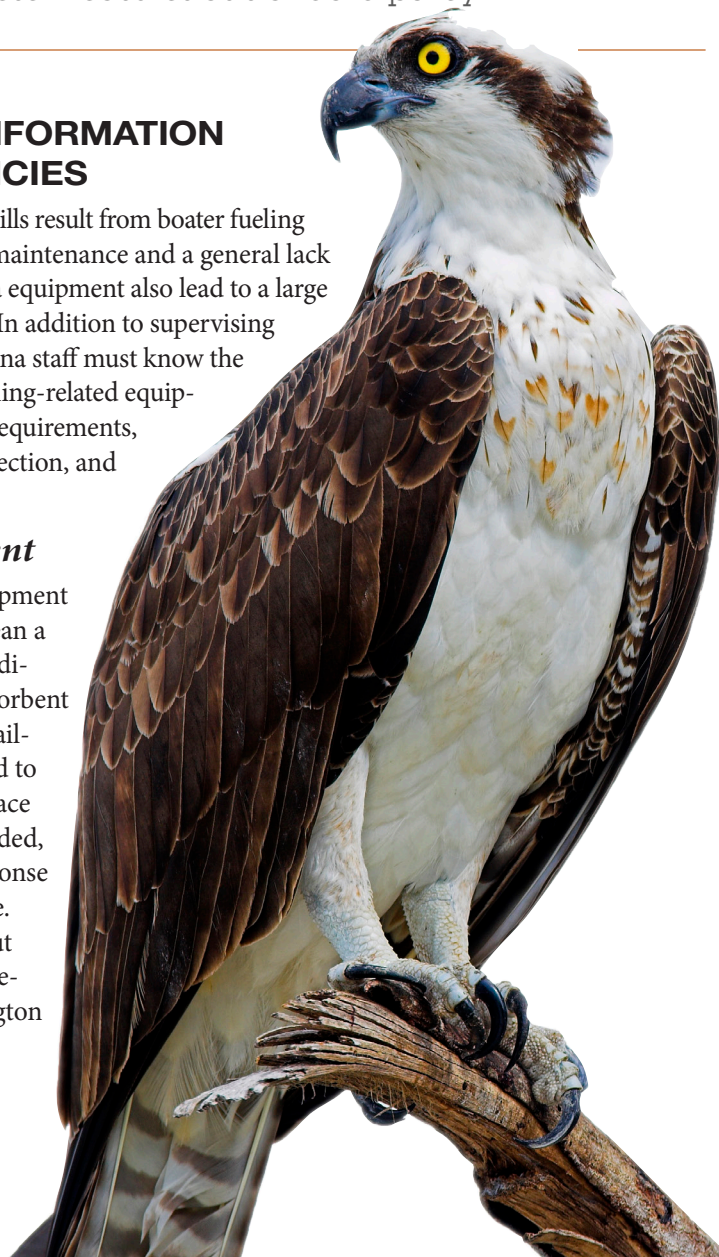 NFORMATION
CIES
ills result from boater fueling
maintenance and a general lack
equipment also lead to a large
In addition to supervising
na staff must know the
ing-related equip-
equirements,
ection, and
nt
pment
an a
di-
orbent
ail-
d to
ace
ded,
onse
e.
ut
e-
gton